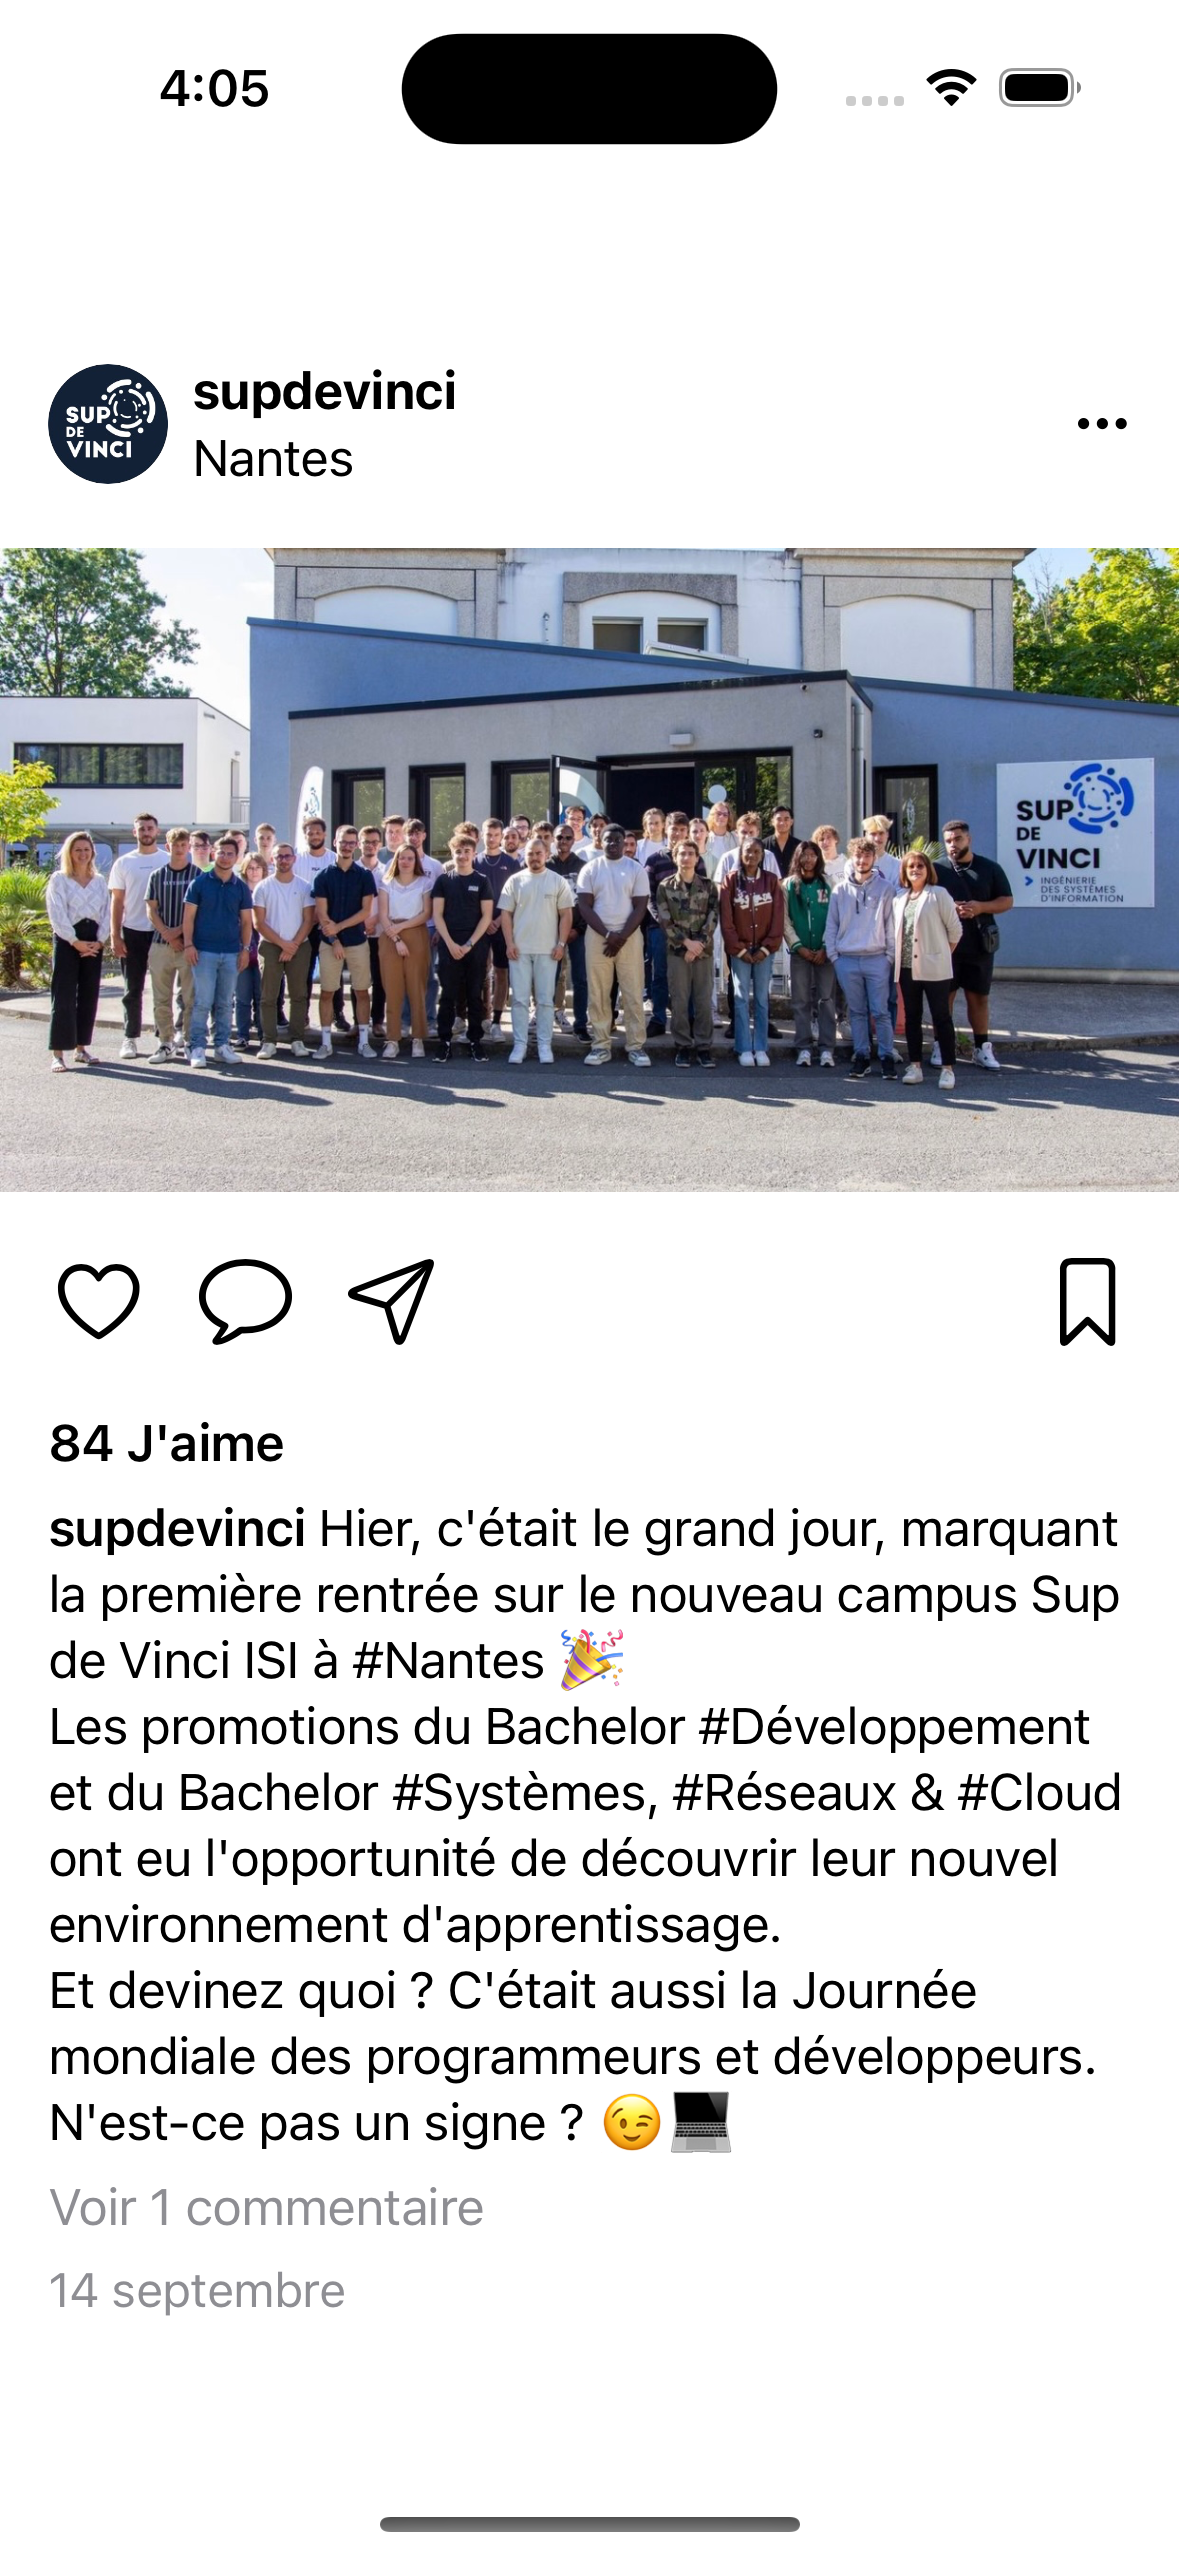 4:05
SUP
DE
VINCI
supdevinci
Nantes
SUP
DE
VINCI
INGÉNIERIE
DES SYSTÈMES
D'INFORMATION
84 J'aime
supdevinci Hier, c'était le grand jour, marquant
la première rentrée sur le nouveau campus Sup
de Vinci ISI à #Nantes 🎉
Les promotions du Bachelor #Développement
et du Bachelor #Systèmes, #Réseaux & #Cloud
ont eu l'opportunité de découvrir leur nouvel
environnement d'apprentissage.
Et devinez quoi ? C'était aussi la Journée
mondiale des programmeurs et développeurs.
N'est-ce pas un signe ? 😉💻
Voir 1 commentaire
14 septembre